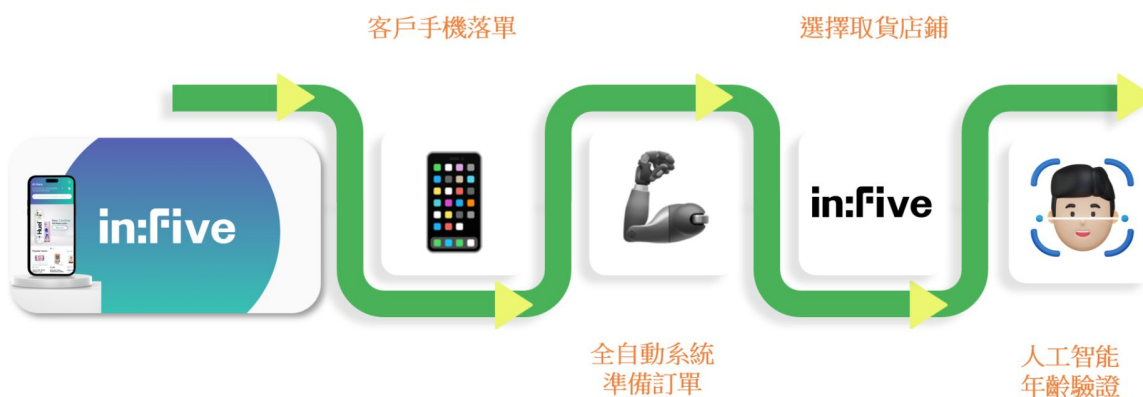 客戶手機落單
選擇取貨店鋪
in:Five
in:Five
全自動系統
準備訂單
人工智能
年齡驗證